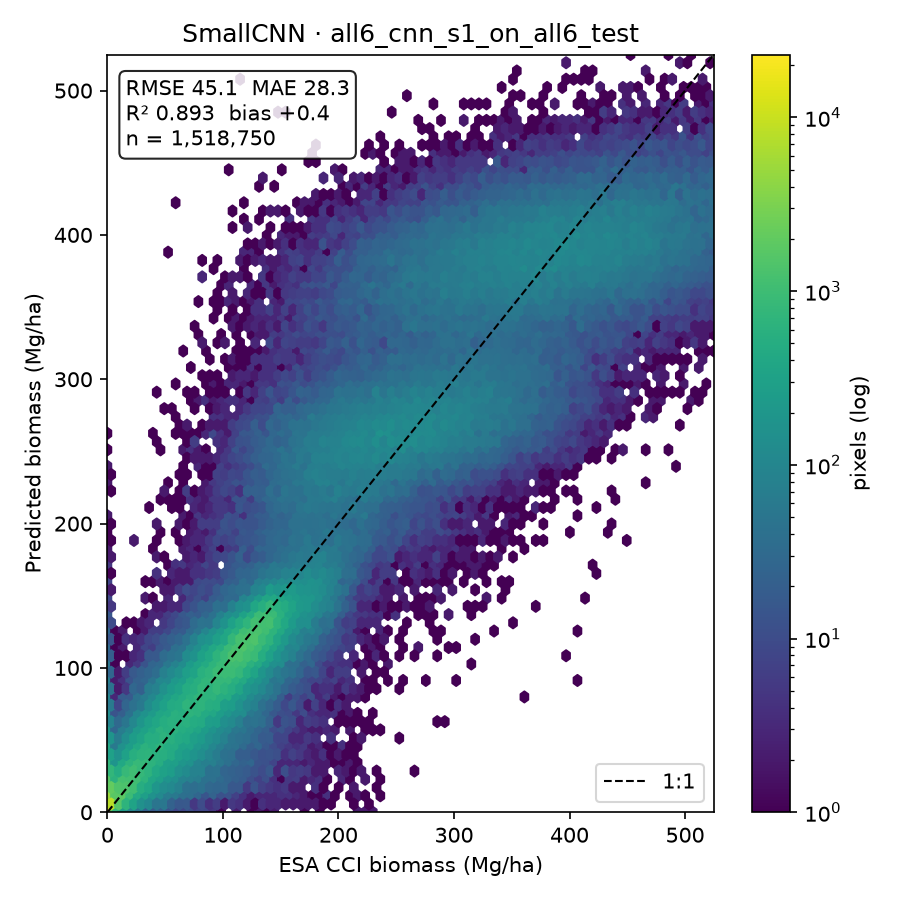 SmallCNN · all6_cnn_s1_on_all6_test
RMSE 45.1  MAE 28.3
R² 0.893  bias +0.4
n = 1,518,750
500
400
300
200
100
0
Predicted biomass (Mg/ha)
0 100 200 300 400 500
ESA CCI biomass (Mg/ha)
1:1
10⁴
10³
10²
10¹
10⁰
pixels (log)